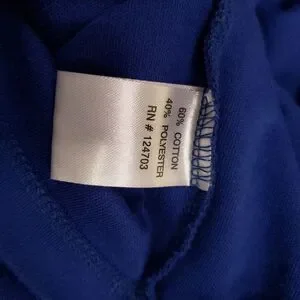 60% COTTON
40% POLYESTER
RN # 124703